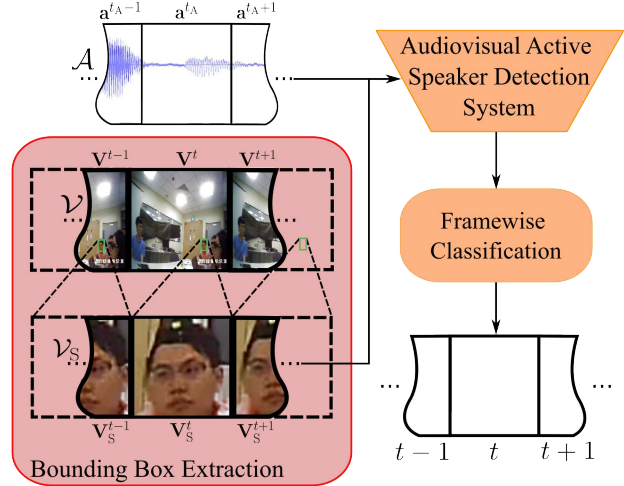 a^{t_A−1} a^{t_A} a^{t_A+1}
𝒜
... ...
Audiovisual Active
Speaker Detection
System
V^{t−1} V^t V^{t+1}
𝒱
... ...
Framewise
Classification
𝒱_S
... ...
V_S^{t−1} V_S^t V_S^{t+1}
Bounding Box Extraction
... ...
t − 1 t t + 1